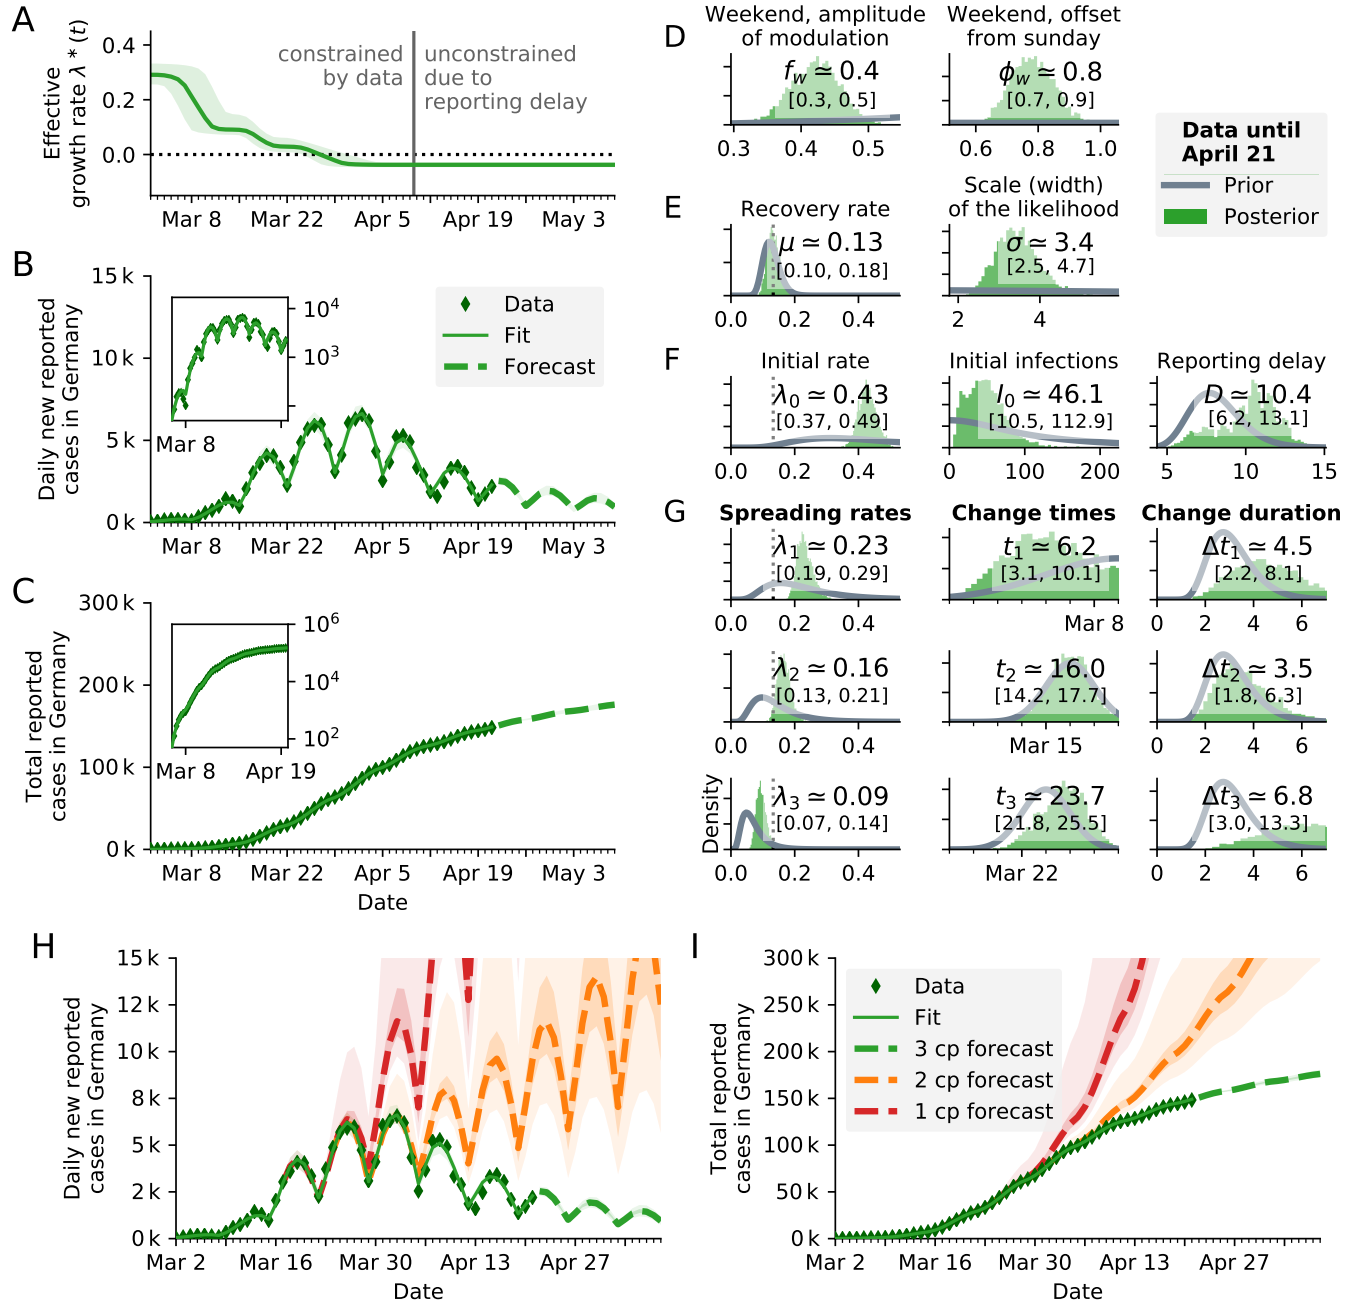 A
Effective
growth rate λ * (t)
0.4
0.2
0.0
constrained
by data
unconstrained
due to
reporting delay
Mar 8
Mar 22
Apr 5
Apr 19
May 3
B
Daily new reported
cases in Germany
15 k
10 k
5 k
0 k
10⁴
10³
Mar 8
Data
Fit
Forecast
Mar 8
Mar 22
Apr 5
Apr 19
May 3
C
Total reported
cases in Germany
300 k
200 k
100 k
0 k
10⁶
10⁴
10²
Mar 8
Apr 19
Mar 8
Mar 22
Apr 5
Apr 19
May 3
Date
D
Weekend, amplitude
of modulation
f_w ≃ 0.4
[0.3, 0.5]
0.3
0.4
0.5
Weekend, offset
from sunday
ϕ_w ≃ 0.8
[0.7, 0.9]
0.6
0.8
1.0
Data until
April 21
Prior
Posterior
E
Recovery rate
μ ≃ 0.13
[0.10, 0.18]
0.0
0.2
0.4
Scale (width)
of the likelihood
σ ≃ 3.4
[2.5, 4.7]
2
4
F
Initial rate
λ₀ ≃ 0.43
[0.37, 0.49]
0.0
0.2
0.4
Initial infections
I₀ ≃ 46.1
[10.5, 112.9]
0
100
200
Reporting delay
D ≃ 10.4
[6.2, 13.1]
5
10
15
G
Spreading rates
Change times
Change duration
λ₁ ≃ 0.23
[0.19, 0.29]
0.0
0.2
0.4
t₁ ≃ 6.2
[3.1, 10.1]
Mar 8
Δt₁ ≃ 4.5
[2.2, 8.1]
0
2
4
6
λ₂ ≃ 0.16
[0.13, 0.21]
0.0
0.2
0.4
t₂ ≃ 16.0
[14.2, 17.7]
Mar 15
Δt₂ ≃ 3.5
[1.8, 6.3]
0
2
4
6
Density
λ₃ ≃ 0.09
[0.07, 0.14]
0.0
0.2
0.4
t₃ ≃ 23.7
[21.8, 25.5]
Mar 22
Δt₃ ≃ 6.8
[3.0, 13.3]
0
2
4
6
H
Daily new reported
cases in Germany
15 k
12 k
10 k
8 k
5 k
2 k
0 k
Mar 2
Mar 16
Mar 30
Apr 13
Apr 27
Date
I
Total reported
cases in Germany
300 k
250 k
200 k
150 k
100 k
50 k
0 k
Data
Fit
3 cp forecast
2 cp forecast
1 cp forecast
Mar 2
Mar 16
Mar 30
Apr 13
Apr 27
Date